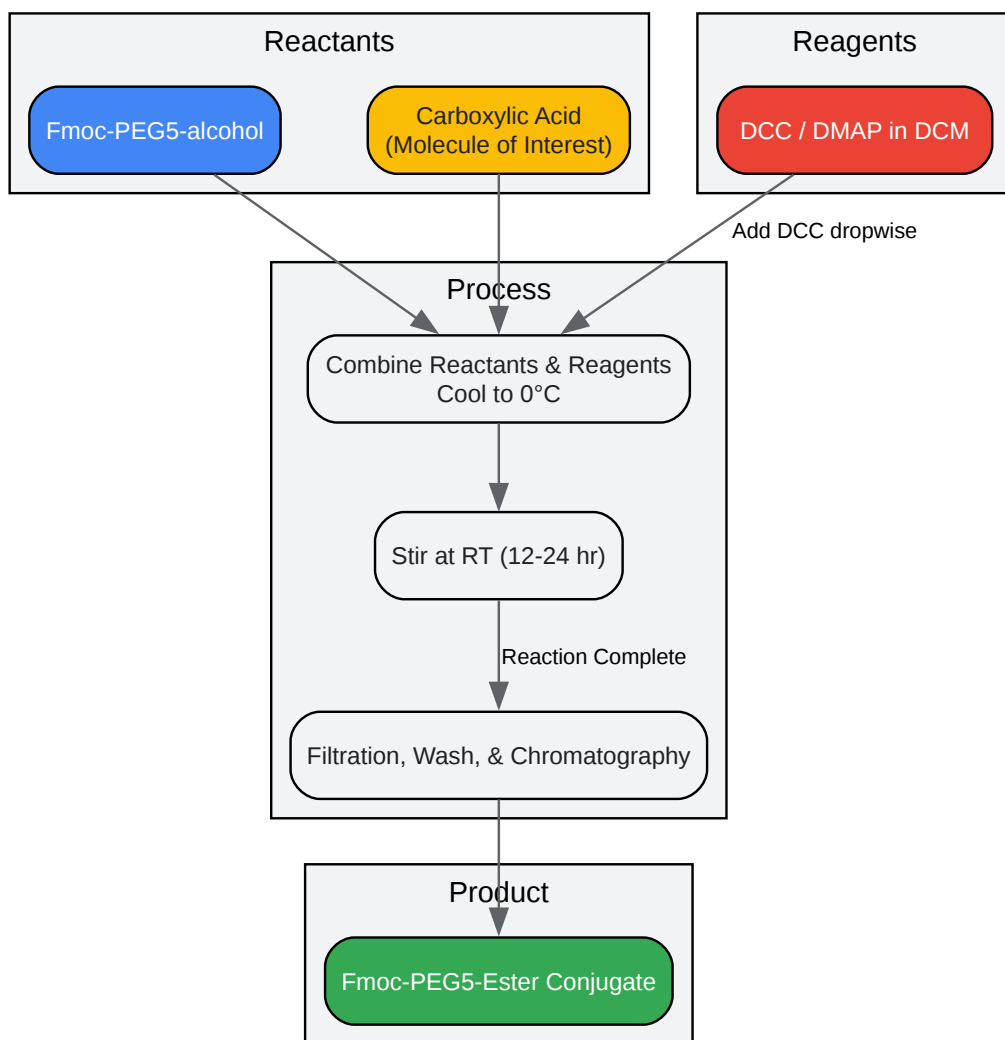 Reactants
Reagents
Fmoc-PEG5-alcohol
Carboxylic Acid
(Molecule of Interest)
DCC / DMAP in DCM
Add DCC dropwise
Process
Combine Reactants & Reagents
Cool to 0°C
Stir at RT (12-24 hr)
Reaction Complete
Filtration, Wash, & Chromatography
Product
Fmoc-PEG5-Ester Conjugate